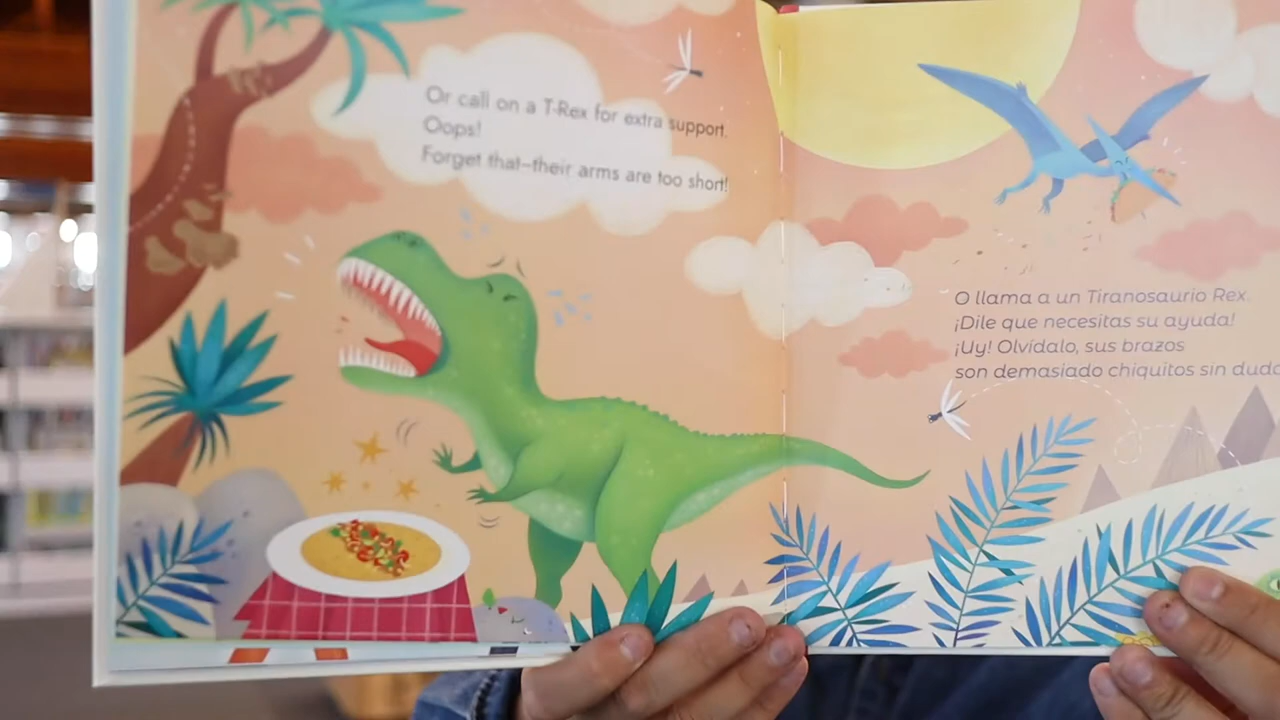 Or call on a T-Rex for extra support.
Oops!
Forget that–their arms are too short!
O llama a un Tiranosaurio Rex.
¡Dile que necesitas su ayuda!
¡Uy! Olvídalo, sus brazos
son demasiado chiquitos sin duda